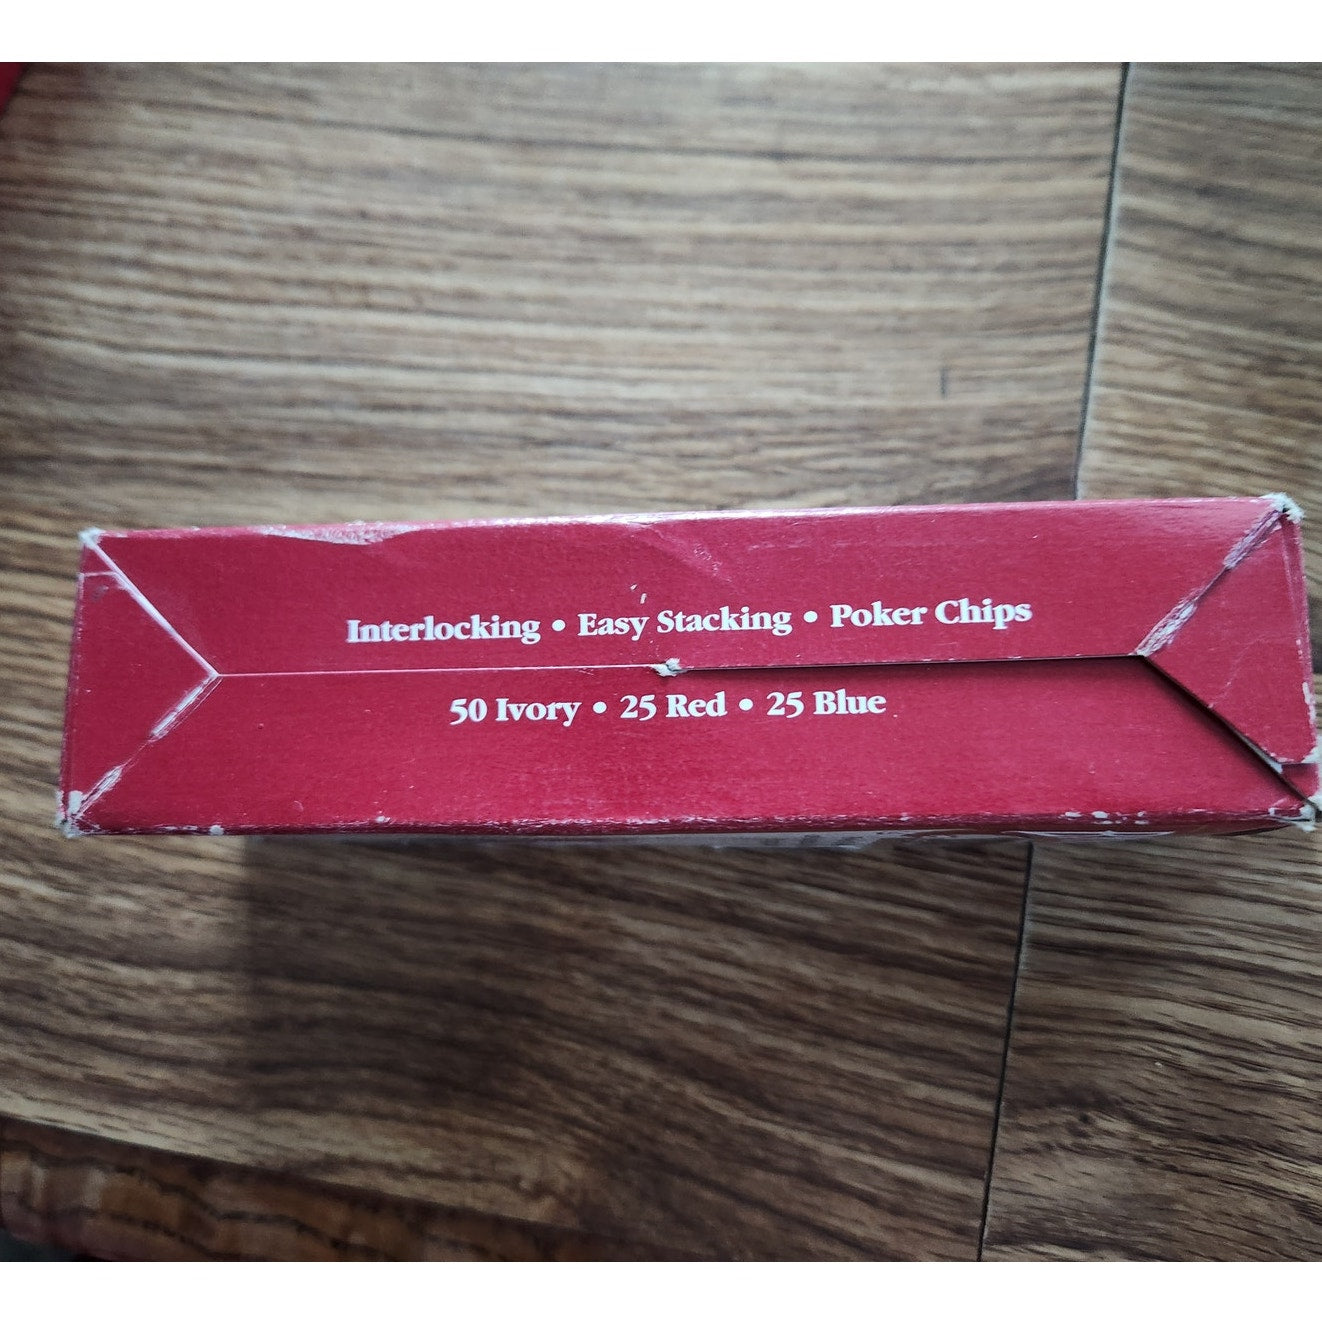 Interlocking • Easy Stacking • Poker Chips
50 Ivory • 25 Red • 25 Blue